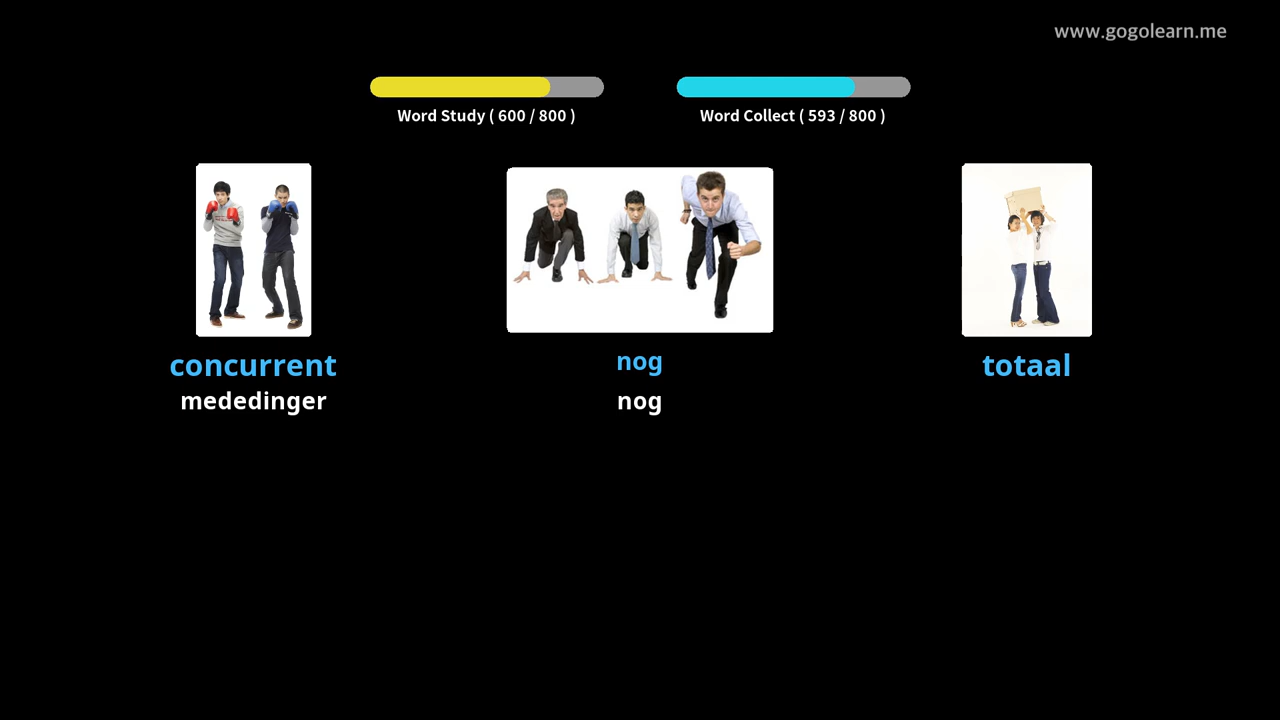 www.gogolearn.me
Word Study ( 600 / 800 )
Word Collect ( 593 / 800 )
concurrent
mededinger
nog
nog
totaal